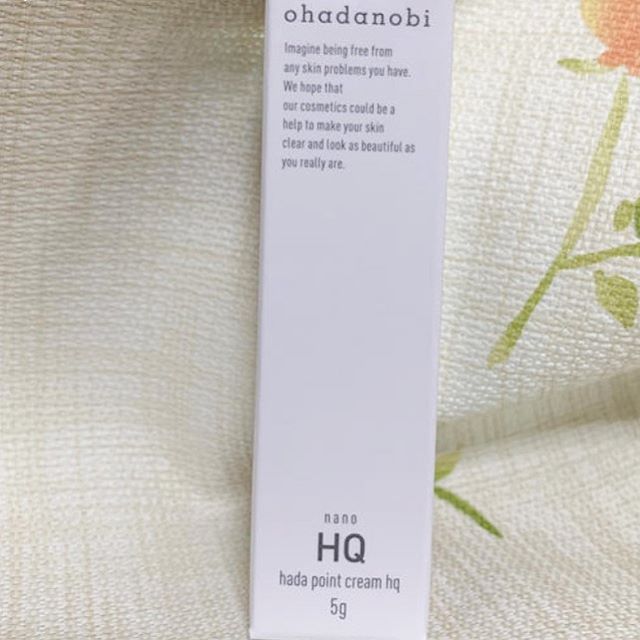 ohadanobi
Imagine being free from
any skin problems you have.
We hope that
our cosmetics could be a
help to make your skin
clear and look as beautiful as
you really are.
nano
HQ
hada point cream hq
5g